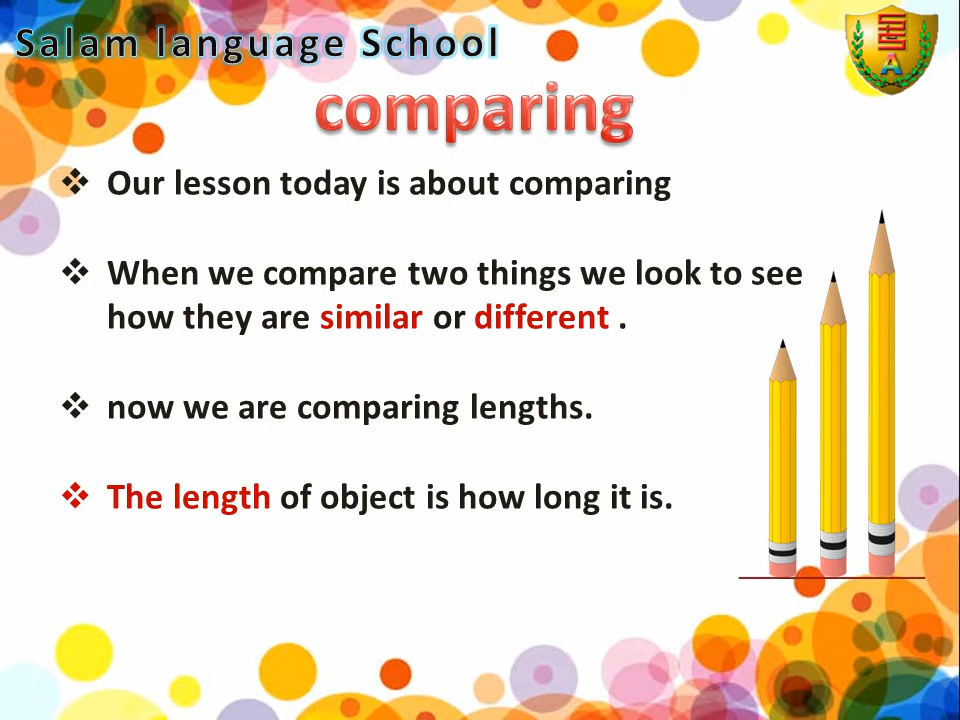 Salam language School
comparing
❖ Our lesson today is about comparing
❖ When we compare two things we look to see
how they are similar or different .
❖ now we are comparing lengths.
❖ The length of object is how long it is.